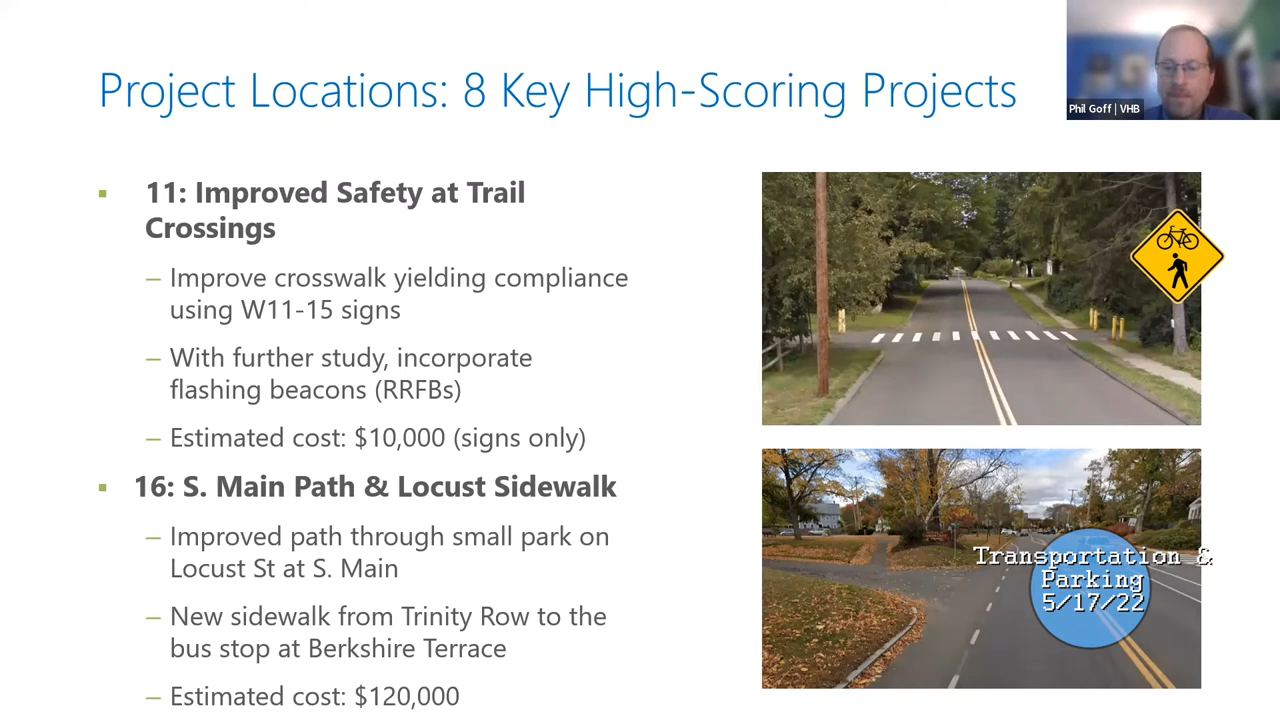 Project Locations: 8 Key High-Scoring Projects
Phil Goff | VHB
▪ 11: Improved Safety at Trail
Crossings
– Improve crosswalk yielding compliance
using W11-15 signs
– With further study, incorporate
flashing beacons (RRFBs)
– Estimated cost: $10,000 (signs only)
▪ 16: S. Main Path & Locust Sidewalk
– Improved path through small park on
Locust St at S. Main
– New sidewalk from Trinity Row to the
bus stop at Berkshire Terrace
– Estimated cost: $120,000
Transportation &
Parking
5/17/22